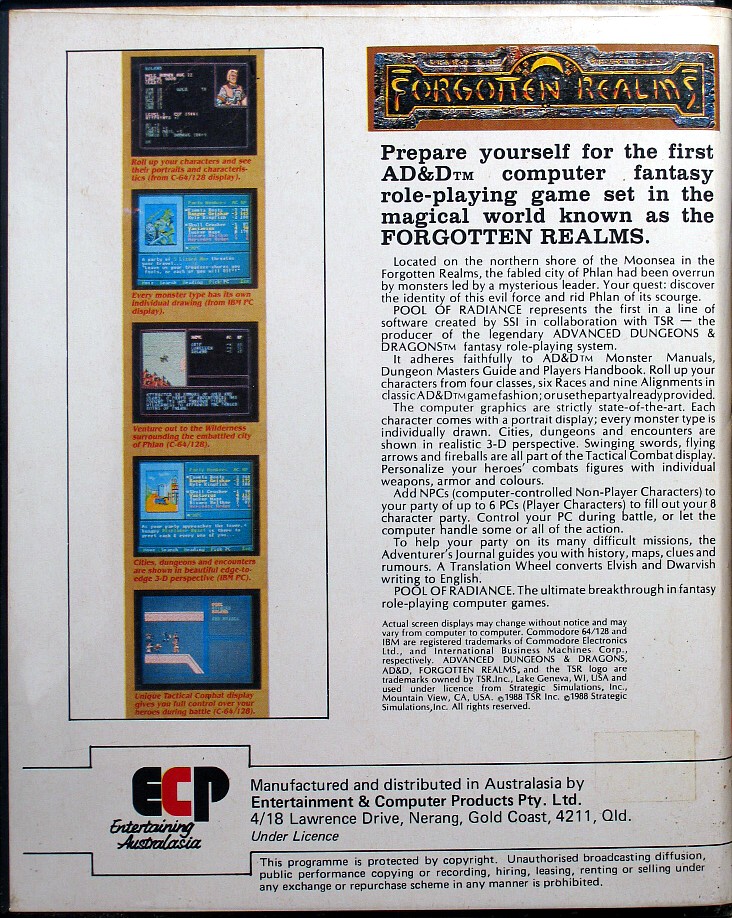 FORGOTTEN REALMS
Prepare yourself for the first
AD&D™ computer fantasy
role-playing game set in the
magical world known as the
FORGOTTEN REALMS.
Located on the northern shore of the Moonsea in the
Forgotten Realms, the fabled city of Phlan had been overrun
by monsters led by a mysterious leader. Your quest: discover
the identity of this evil force and rid Phlan of its scourge.
POOL OF RADIANCE represents the first in a line of
software created by SSI in collaboration with TSR — the
producer of the legendary ADVANCED DUNGEONS &
DRAGONS™ fantasy role-playing system.
It adheres faithfully to AD&D™ Monster Manuals,
Dungeon Masters Guide and Players Handbook. Roll up your
characters from four classes, six Races and nine Alignments in
classic AD&D™ game fashion; or use the party already provided.
The computer graphics are strictly state-of-the-art. Each
character comes with a portrait display; every monster type is
individually drawn. Cities, dungeons and encounters are
shown in realistic 3-D perspective. Swinging swords, flying
arrows and fireballs are all part of the Tactical Combat display.
Personalize your heroes' combats figures with individual
weapons, armor and colours.
Add NPCs (computer-controlled Non-Player Characters) to
your party of up to 6 PCs (Player Characters) to fill out your 8
character party. Control your PC during battle, or let the
computer handle some or all of the action.
To help your party on its many difficult missions, the
Adventurer's Journal guides you with history, maps, clues and
rumours. A Translation Wheel converts Elvish and Dwarvish
writing to English.
POOL OF RADIANCE. The ultimate breakthrough in fantasy
role-playing computer games.
Actual screen displays may change without notice and may
vary from computer to computer. Commodore 64/128 and
IBM are registered trademarks of Commodore Electronics
Ltd., and International Business Machines Corp.,
respectively. ADVANCED DUNGEONS & DRAGONS,
AD&D, FORGOTTEN REALMS, and the TSR logo are
trademarks owned by TSR.Inc., Lake Geneva, WI, USA and
used under licence from Strategic Simulations, Inc.,
Mountain View, CA, USA. ©1988 TSR Inc. ©1988 Strategic
Simulations,Inc. All rights reserved.
Roll up your characters and see
their portraits and characteris-
tics (from C-64/128 display).
Every monster type has its own
individual drawing (from IBM PC
display).
Venture out to the Wilderness
surrounding the embattled city
of Phlan (C-64/128).
Cities, dungeons and encounters
are shown in beautiful edge-to-
edge 3-D perspective (IBM PC).
Unique Tactical Combat display
gives you full control over your
heroes during battle (C-64/128).
ECP
Entertaining
Australasia
Manufactured and distributed in Australasia by
Entertainment & Computer Products Pty. Ltd.
4/18 Lawrence Drive, Nerang, Gold Coast, 4211, Qld.
Under Licence
This programme is protected by copyright. Unauthorised broadcasting diffusion,
public performance copying or recording, hiring, leasing, renting or selling under
any exchange or repurchase scheme in any manner is prohibited.